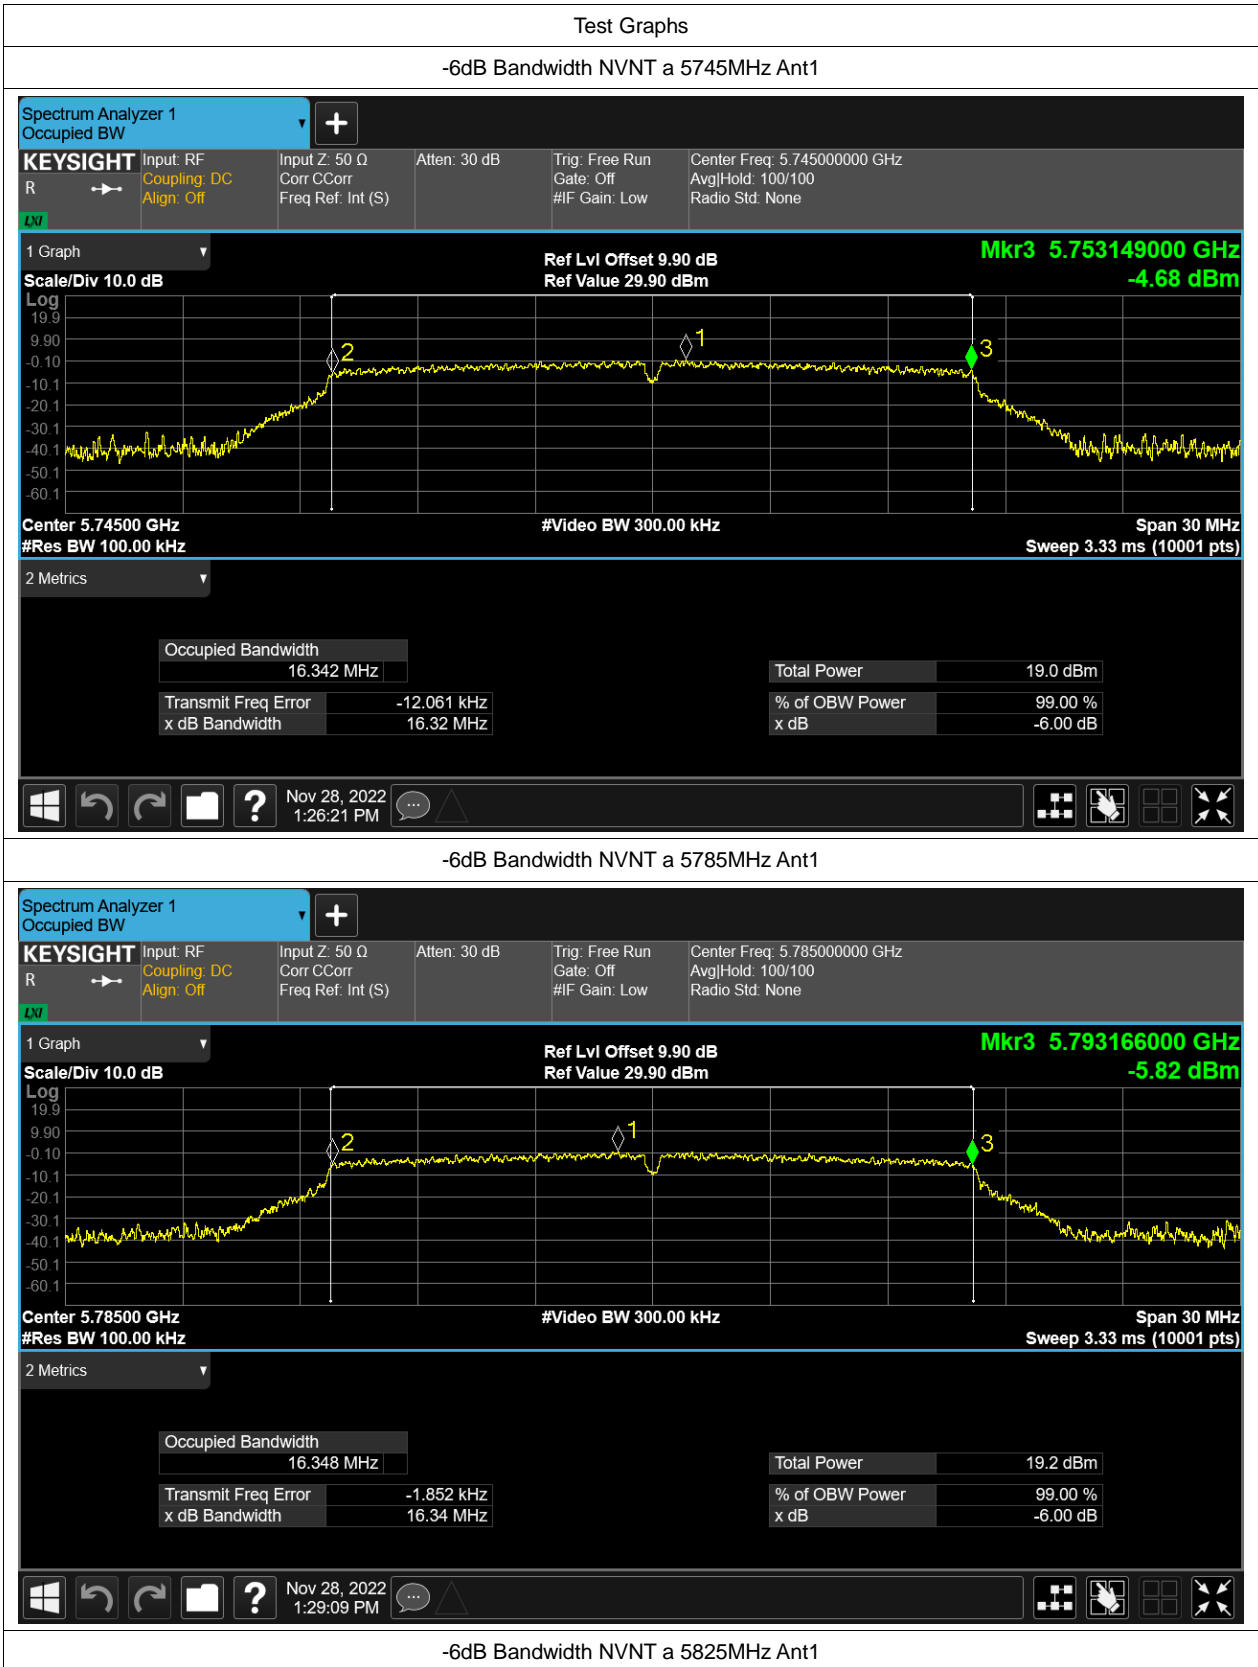 Test Graphs
-6dB Bandwidth NVNT a 5745MHz Ant1
Spectrum Analyzer 1
Occupied BW
KEYSIGHT Input: RF Input Z: 50 Ω Atten: 30 dB Trig: Free Run Center Freq: 5.745000000 GHz
R Coupling: DC Corr CCorr Gate: Off Avg|Hold: 100/100
Align: Off Freq Ref: Int (S) #IF Gain: Low Radio Std: None
LXI
1 Graph Ref Lvl Offset 9.90 dB Mkr3 5.753149000 GHz
Scale/Div 10.0 dB Ref Value 29.90 dBm -4.68 dBm
Log
19.9
9.90
-0.10
-10.1
-20.1
-30.1
-40.1
-50.1
-60.1
2
1
3
Center 5.74500 GHz #Video BW 300.00 kHz Span 30 MHz
#Res BW 100.00 kHz Sweep 3.33 ms (10001 pts)
2 Metrics
Occupied Bandwidth
16.342 MHz Total Power 19.0 dBm
Transmit Freq Error -12.061 kHz % of OBW Power 99.00 %
x dB Bandwidth 16.32 MHz x dB -6.00 dB
Nov 28, 2022
1:26:21 PM
-6dB Bandwidth NVNT a 5785MHz Ant1
Spectrum Analyzer 1
Occupied BW
KEYSIGHT Input: RF Input Z: 50 Ω Atten: 30 dB Trig: Free Run Center Freq: 5.785000000 GHz
R Coupling: DC Corr CCorr Gate: Off Avg|Hold: 100/100
Align: Off Freq Ref: Int (S) #IF Gain: Low Radio Std: None
LXI
1 Graph Ref Lvl Offset 9.90 dB Mkr3 5.793166000 GHz
Scale/Div 10.0 dB Ref Value 29.90 dBm -5.82 dBm
Log
19.9
9.90
-0.10
-10.1
-20.1
-30.1
-40.1
-50.1
-60.1
2
1
3
Center 5.78500 GHz #Video BW 300.00 kHz Span 30 MHz
#Res BW 100.00 kHz Sweep 3.33 ms (10001 pts)
2 Metrics
Occupied Bandwidth
16.348 MHz Total Power 19.2 dBm
Transmit Freq Error -1.852 kHz % of OBW Power 99.00 %
x dB Bandwidth 16.34 MHz x dB -6.00 dB
Nov 28, 2022
1:29:09 PM
-6dB Bandwidth NVNT a 5825MHz Ant1